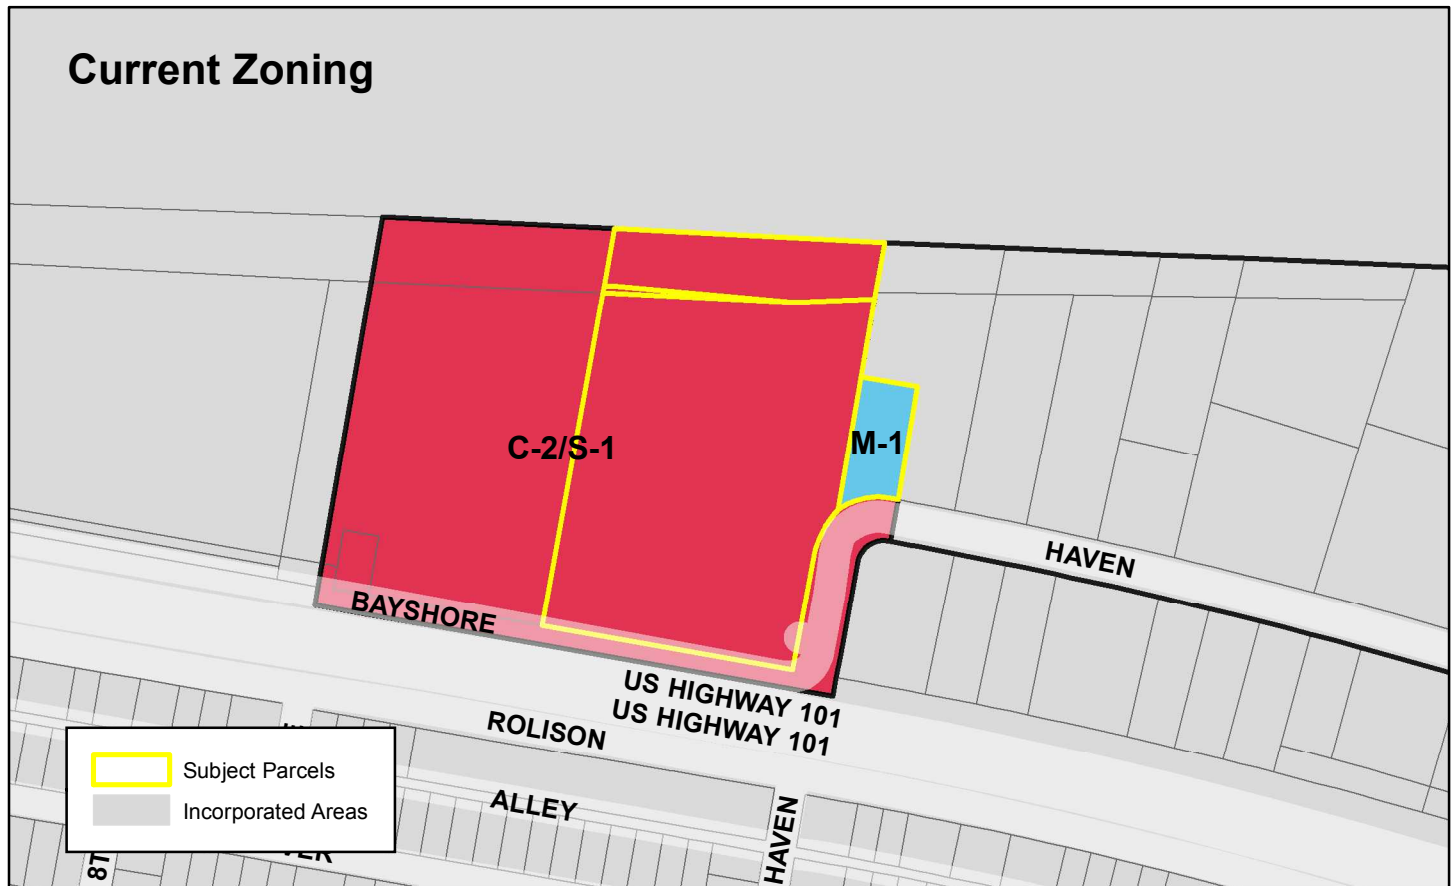 Current Zoning
C-2/S-1
M-1
HAVEN
BAYSHORE
US HIGHWAY 101
US HIGHWAY 101
ROLISON
ALLEY
HAVEN
Subject Parcels
Incorporated Areas